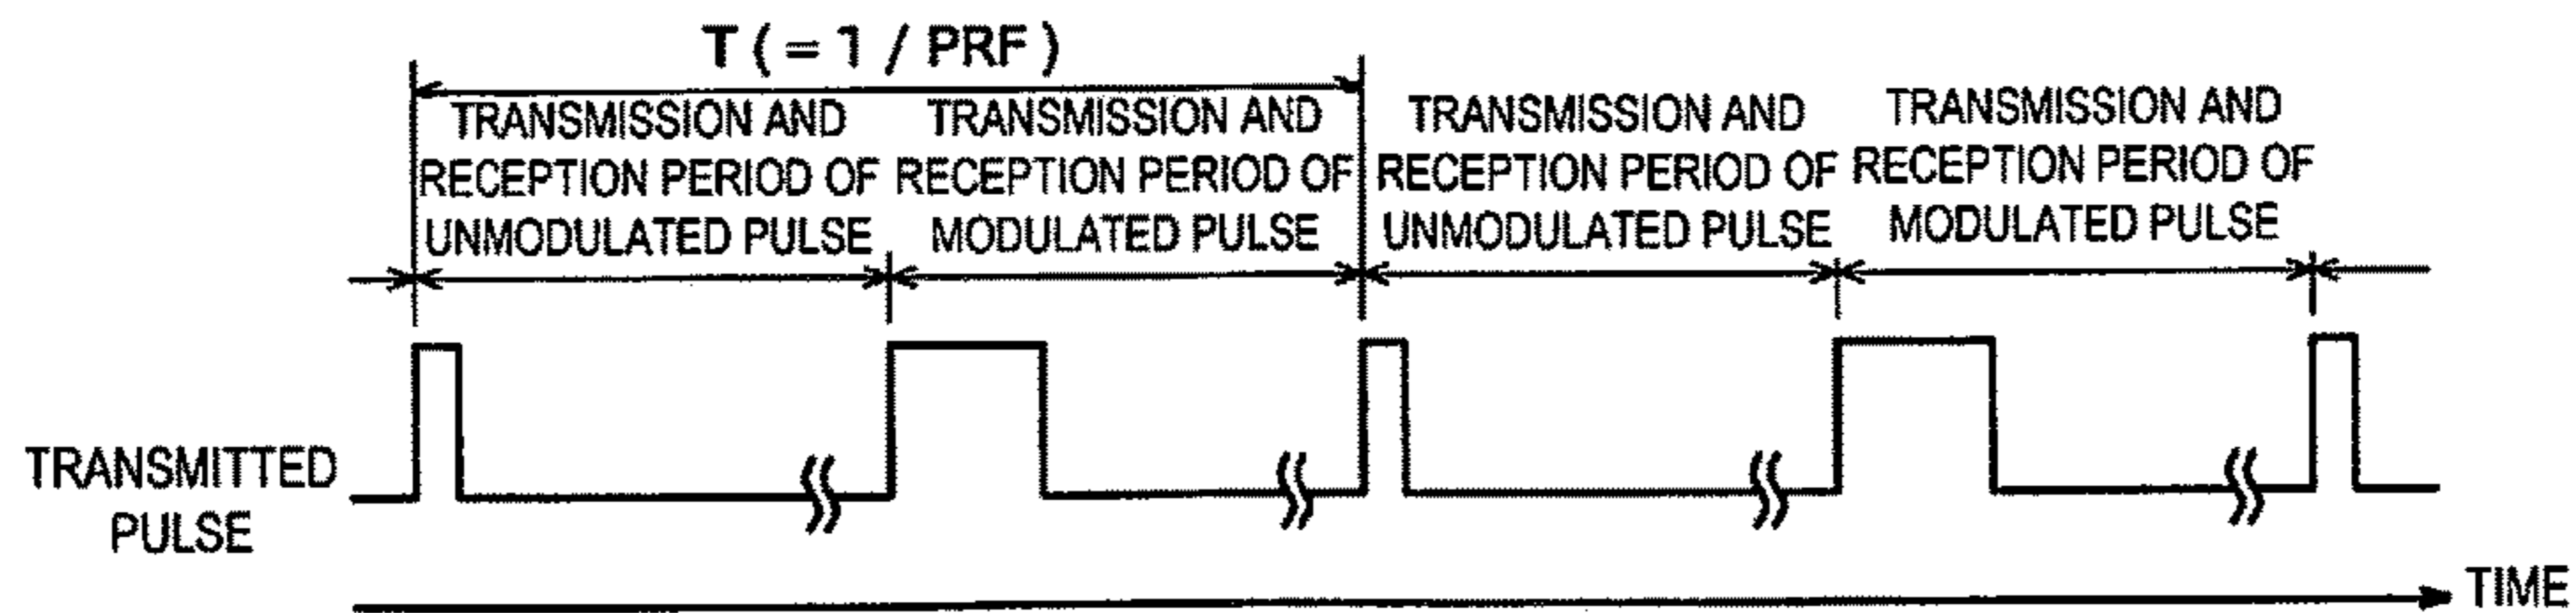 T ( = 1 / PRF )
TRANSMISSION AND
RECEPTION PERIOD OF
UNMODULATED PULSE
TRANSMISSION AND
RECEPTION PERIOD OF
MODULATED PULSE
TRANSMISSION AND
RECEPTION PERIOD OF
UNMODULATED PULSE
TRANSMISSION AND
RECEPTION PERIOD OF
MODULATED PULSE
TRANSMITTED
PULSE
TIME